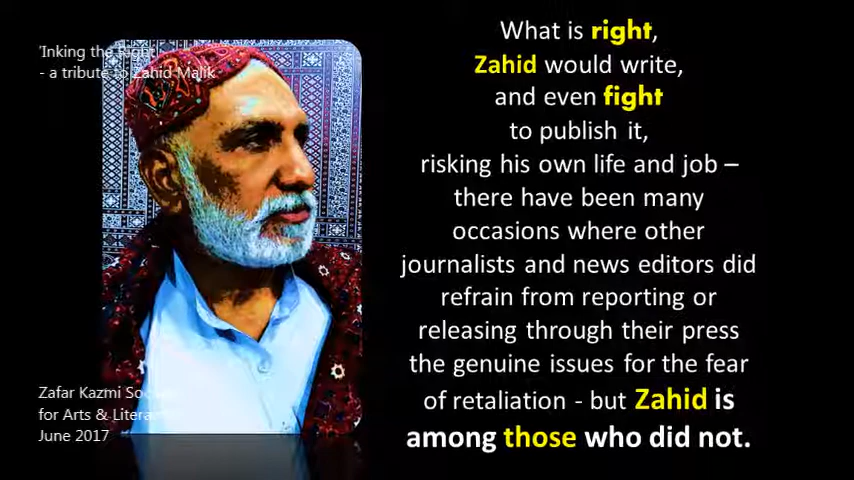 'Inking the Right'
- a tribute to Zahid Malik
What is right,
Zahid would write,
and even fight
to publish it,
risking his own life and job –
there have been many
occasions where other
journalists and news editors did
refrain from reporting or
releasing through their press
the genuine issues for the fear
of retaliation - but Zahid is
among those who did not.
Zafar Kazmi Society
for Arts & Literature
June 2017